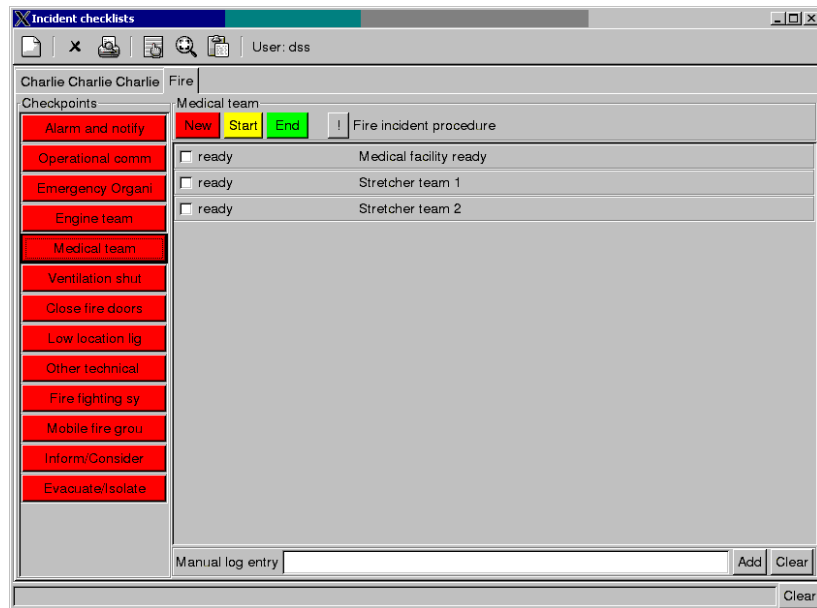 Incident checklists
User: dss
Charlie Charlie Charlie Fire
Checkpoints
Alarm and notify
Operational comm
Emergency Organi
Engine team
Medical team
Ventilation shut
Close fire doors
Low location lig
Other technical
Fire fighting sy
Mobile fire grou
Inform/Consider
Evacuate/Isolate
Medical team
New Start End ! Fire incident procedure
ready Medical facility ready
ready Stretcher team 1
ready Stretcher team 2
Manual log entry Add Clear
Clear